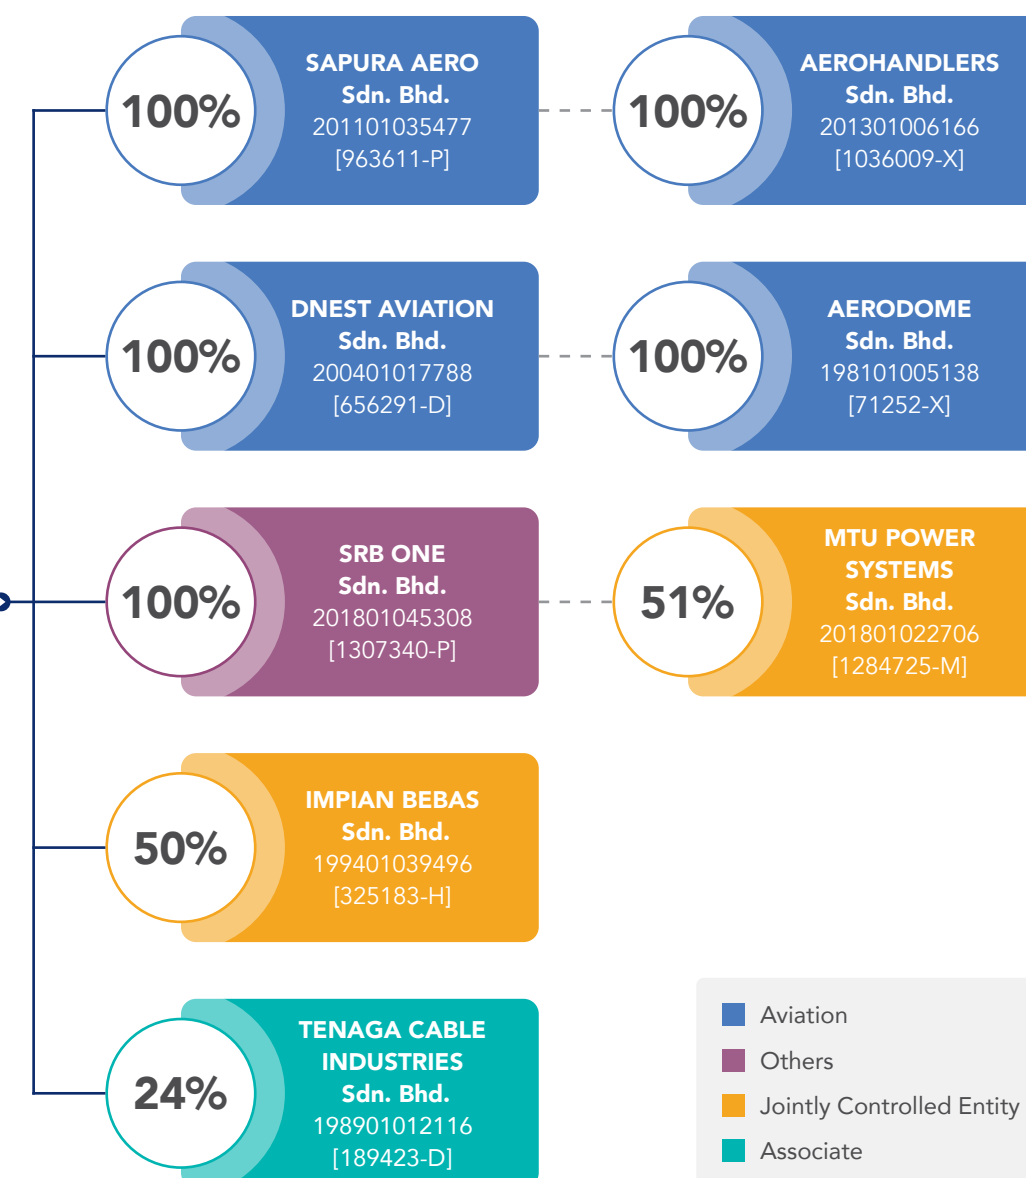 100%
SAPURA AERO
Sdn. Bhd.
201101035477
[963611-P]
100%
AEROHANDLERS
Sdn. Bhd.
201301006166
[1036009-X]
100%
DNEST AVIATION
Sdn. Bhd.
200401017788
[656291-D]
100%
AERODOME
Sdn. Bhd.
198101005138
[71252-X]
100%
SRB ONE
Sdn. Bhd.
201801045308
[1307340-P]
51%
MTU POWER
SYSTEMS
Sdn. Bhd.
201801022706
[1284725-M]
50%
IMPIAN BEBAS
Sdn. Bhd.
199401039496
[325183-H]
24%
TENAGA CABLE
INDUSTRIES
Sdn. Bhd.
198901012116
[189423-D]
Aviation
Others
Jointly Controlled Entity
Associate